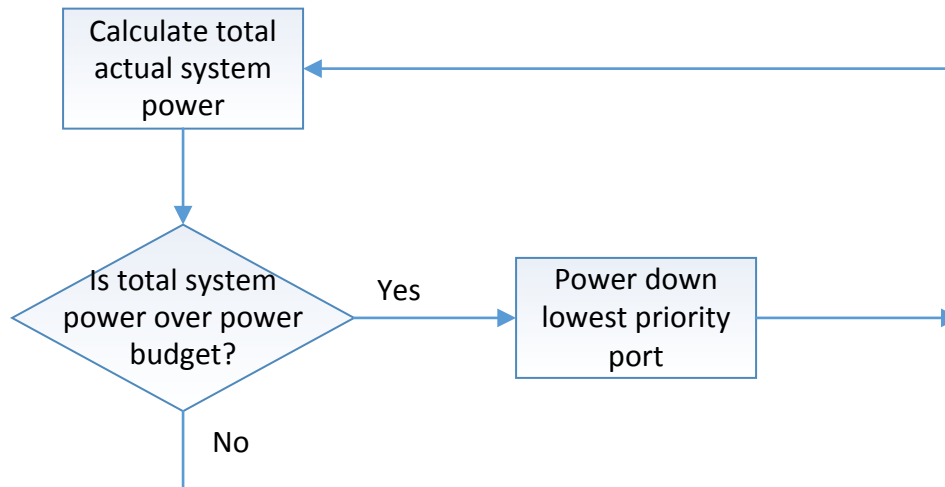 Calculate total
actual system
power
Is total system
power over power
budget?
Yes
Power down
lowest priority
port
No